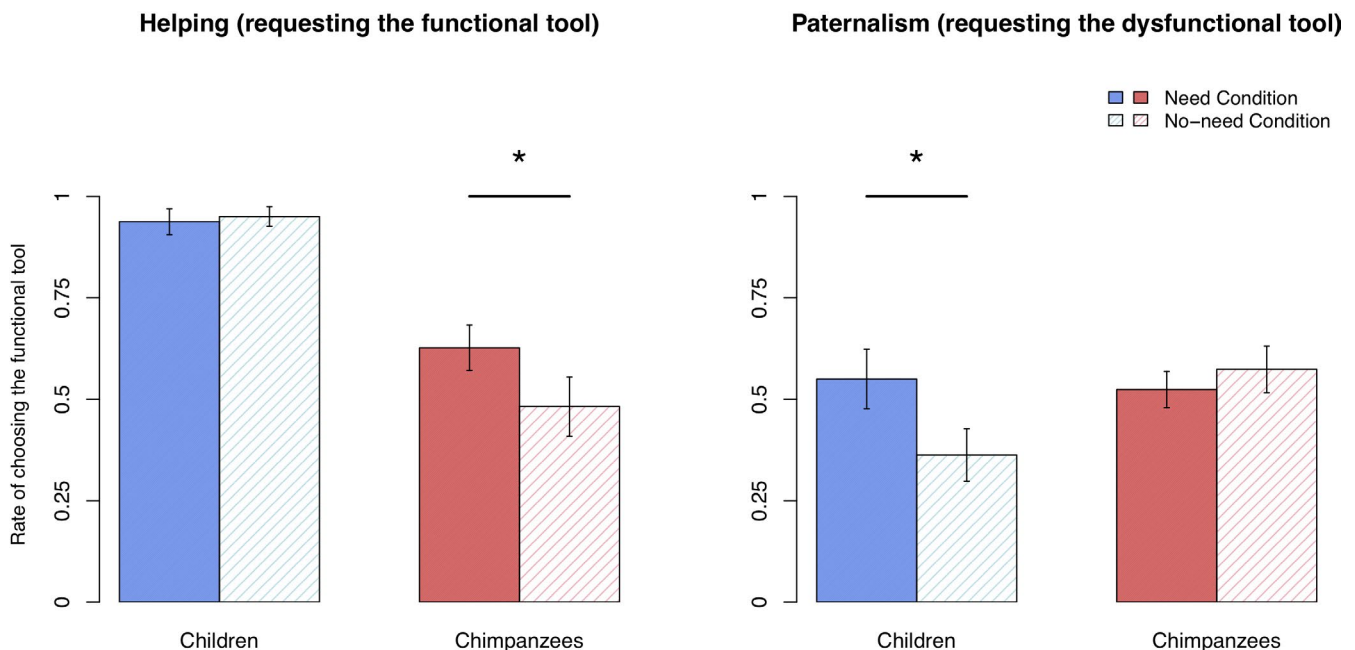 Helping (requesting the functional tool)
Paternalism (requesting the dysfunctional tool)
Need Condition
No-need Condition
*
*
Rate of choosing the functional tool
1
0.75
0.5
0.25
0
1
0.75
0.5
0.25
0
Children
Chimpanzees
Children
Chimpanzees